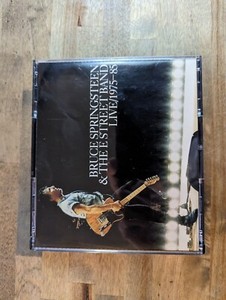 BRUCE SPRINGSTEEN
& THE E STREET BAND
LIVE/1975-85